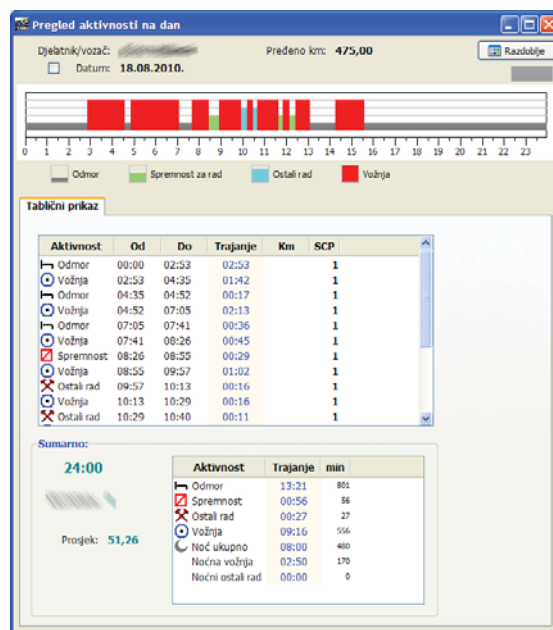 Pregled aktivnosti na dan
Djelatnik/vozač: Pređeno km: 475,00 Razdoblje
Datum: 18.08.2010.
0 1 2 3 4 5 6 7 8 9 10 11 12 13 14 15 16 17 18 19 20 21 22 23
Odmor Spremnost za rad Ostali rad Vožnja
Tablični prikaz
Aktivnost Od Do Trajanje Km SCP
Odmor 00:00 02:53 02:53 1
Vožnja 02:53 04:35 01:42 1
Odmor 04:35 04:52 00:17 1
Vožnja 04:52 07:05 02:13 1
Odmor 07:05 07:41 00:36 1
Vožnja 07:41 08:26 00:45 1
Spremnost 08:26 08:55 00:29 1
Vožnja 08:55 09:57 01:02 1
Ostali rad 09:57 10:13 00:16 1
Vožnja 10:13 10:29 00:16 1
Ostali rad 10:29 10:40 00:11 1
Sumarno:
24:00
Prosjek: 51,26
Aktivnost Trajanje min
Odmor 13:21 801
Spremnost 00:56 56
Ostali rad 00:27 27
Vožnja 09:16 556
Noć ukupno 08:00 480
Noćna vožnja 02:50 170
Noćni ostali rad 00:00 0